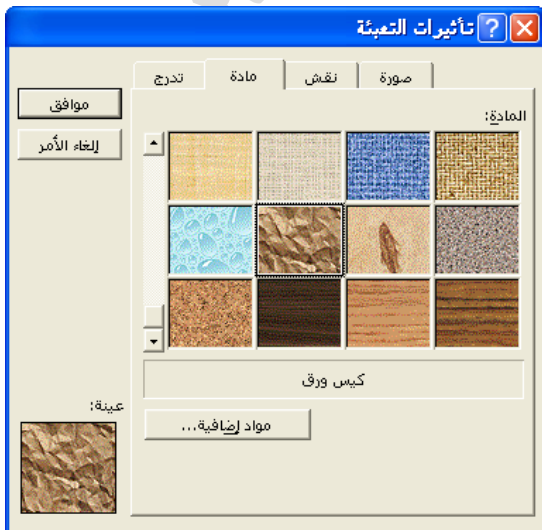 تأثيرات التعبئة
تدرج مادة نقش صورة
موافق
إلغاء الأمر
المادة:
كيس ورق
مواد إضافية...
عينة: